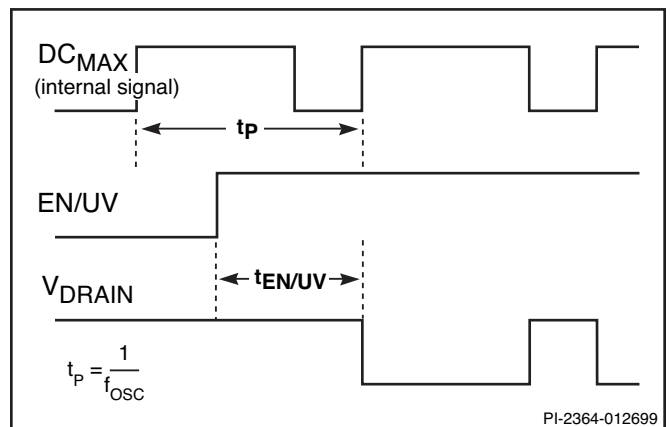 DCMAX
(internal signal)
tP
EN/UV
tEN/UV
VDRAIN
tP = 1/fOSC
PI-2364-012699